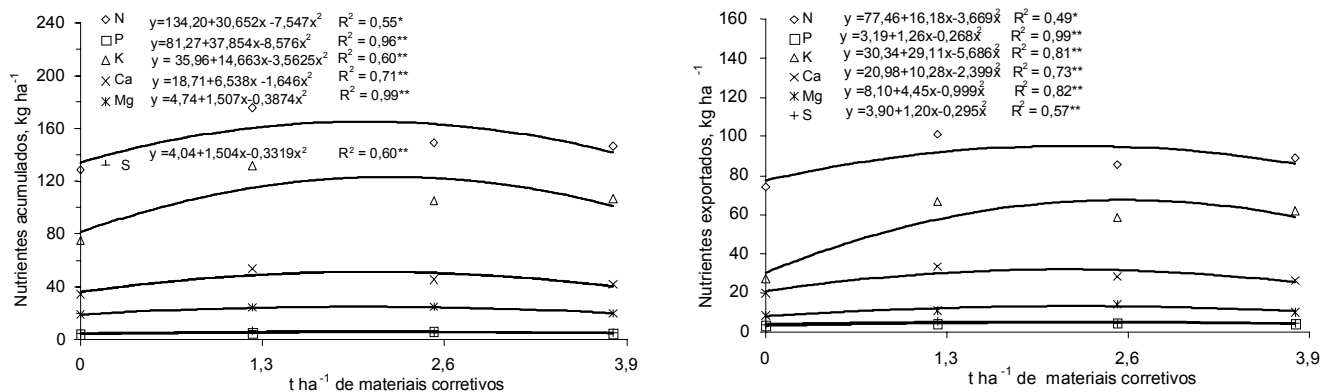 240
200
160
120
80
40
0
Nutrientes acumulados, kg ha⁻¹
N y=134,20+30,652x -7,547x² R² = 0,55*
P y=81,27+37,854x-8,576x² R² = 0,96**
K y= 35,96+14,663x-3,5625x² R² = 0,60**
Ca y=18,71+6,538x -1,646x² R² = 0,71**
Mg y=4,74+1,507x-0,3874x² R² = 0,99**
S y=4,04+1,504x-0,3319x² R² = 0,60**
0 1,3 2,6 3,9
t ha⁻¹ de materiais corretivos
160
140
120
100
80
60
40
20
0
Nutrientes exportados, kg ha⁻¹
N y =77,46+16,18x-3,669x² R² = 0,49*
P y=3,19+1,26x-0,268x² R² = 0,99**
K y=30,34+29,11x-5,686x² R² = 0,81**
Ca y=20,98+10,28x-2,399x² R² = 0,73**
Mg y=8,10+4,45x-0,999x² R² = 0,82**
S y =3,90+1,20x-0,295x² R² = 0,57**
0 1,3 2,6 3,9
t ha⁻¹ de materiais corretivos